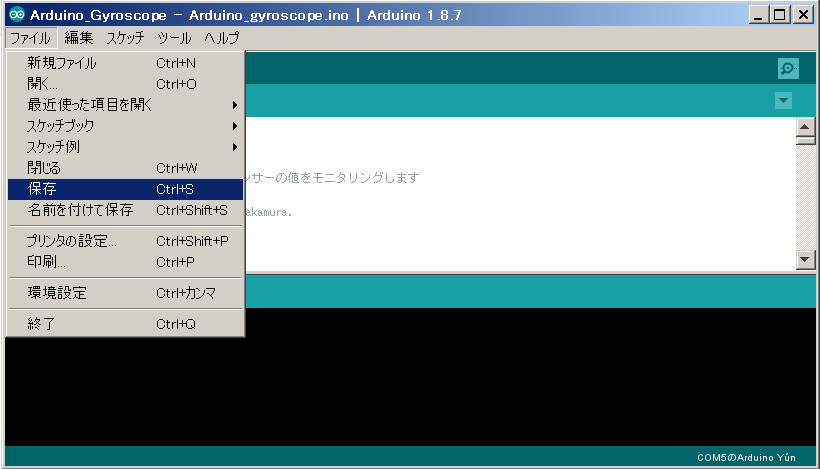 Arduino_Gyroscope - Arduino_gyroscope.ino | Arduino 1.8.7
ファイル 編集 スケッチ ツール ヘルプ
新規ファイル Ctrl+N
開く... Ctrl+O
最近使った項目を開く
スケッチブック
スケッチ例
閉じる Ctrl+W
ンサーの値をモニタリングします
保存 Ctrl+S
名前を付けて保存 Ctrl+Shift+S
akamura.
プリンタの設定... Ctrl+Shift+P
印刷... Ctrl+P
環境設定 Ctrl+カンマ
終了 Ctrl+Q
COM5のArduino Yún